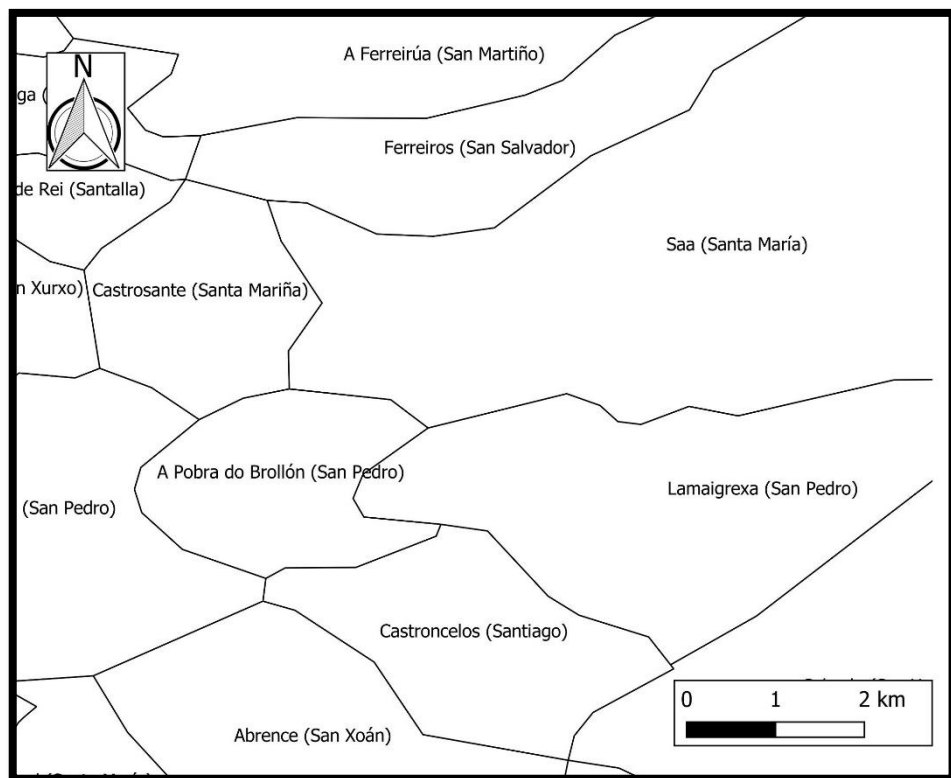 A Ferreirúa (San Martiño)
N
Ferreiros (San Salvador)
de Rei (Santalla)
Saa (Santa María)
n Xurxo)
Castrosante (Santa Mariña)
A Pobra do Brollón (San Pedro)
Lamaigrexa (San Pedro)
(San Pedro)
Castroncelos (Santiago)
0 1 2 km
Abrence (San Xoán)